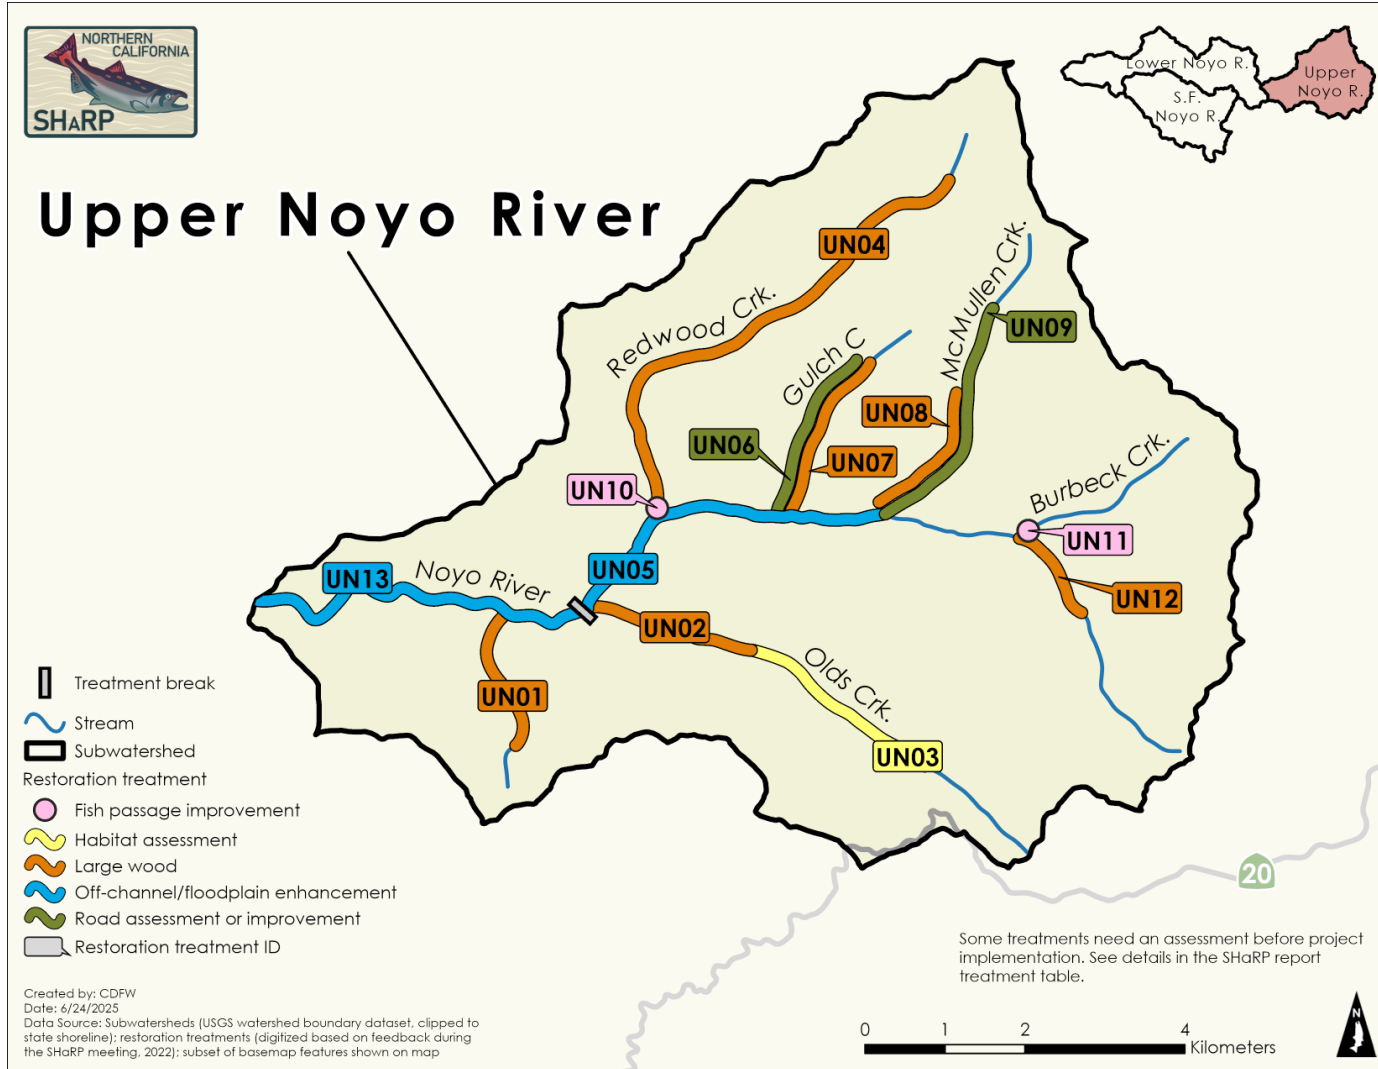 NORTHERN
CALIFORNIA
SHaRP
Lower Noyo R.
Upper
Noyo R.
S.F.
Noyo R.
Upper Noyo River
UN04
Redwood Crk.
McMullen Crk.
UN09
Gulch C
UN08
UN06
UN07
Burbeck Crk.
UN10
UN11
UN05
UN13
Noyo River
UN12
UN02
Olds Crk.
UN01
UN03
Treatment break
Stream
Subwatershed
Restoration treatment
Fish passage improvement
Habitat assessment
Large wood
Off-channel/floodplain enhancement
Road assessment or improvement
Restoration treatment ID
20
Some treatments need an assessment before project
implementation. See details in the SHaRP report
treatment table.
Created by: CDFW
Date: 6/24/2025
Data Source: Subwatersheds (USGS watershed boundary dataset, clipped to
state shoreline); restoration treatments (digitized based on feedback during
the SHaRP meeting, 2022); subset of basemap features shown on map
0 1 2 4
Kilometers
N